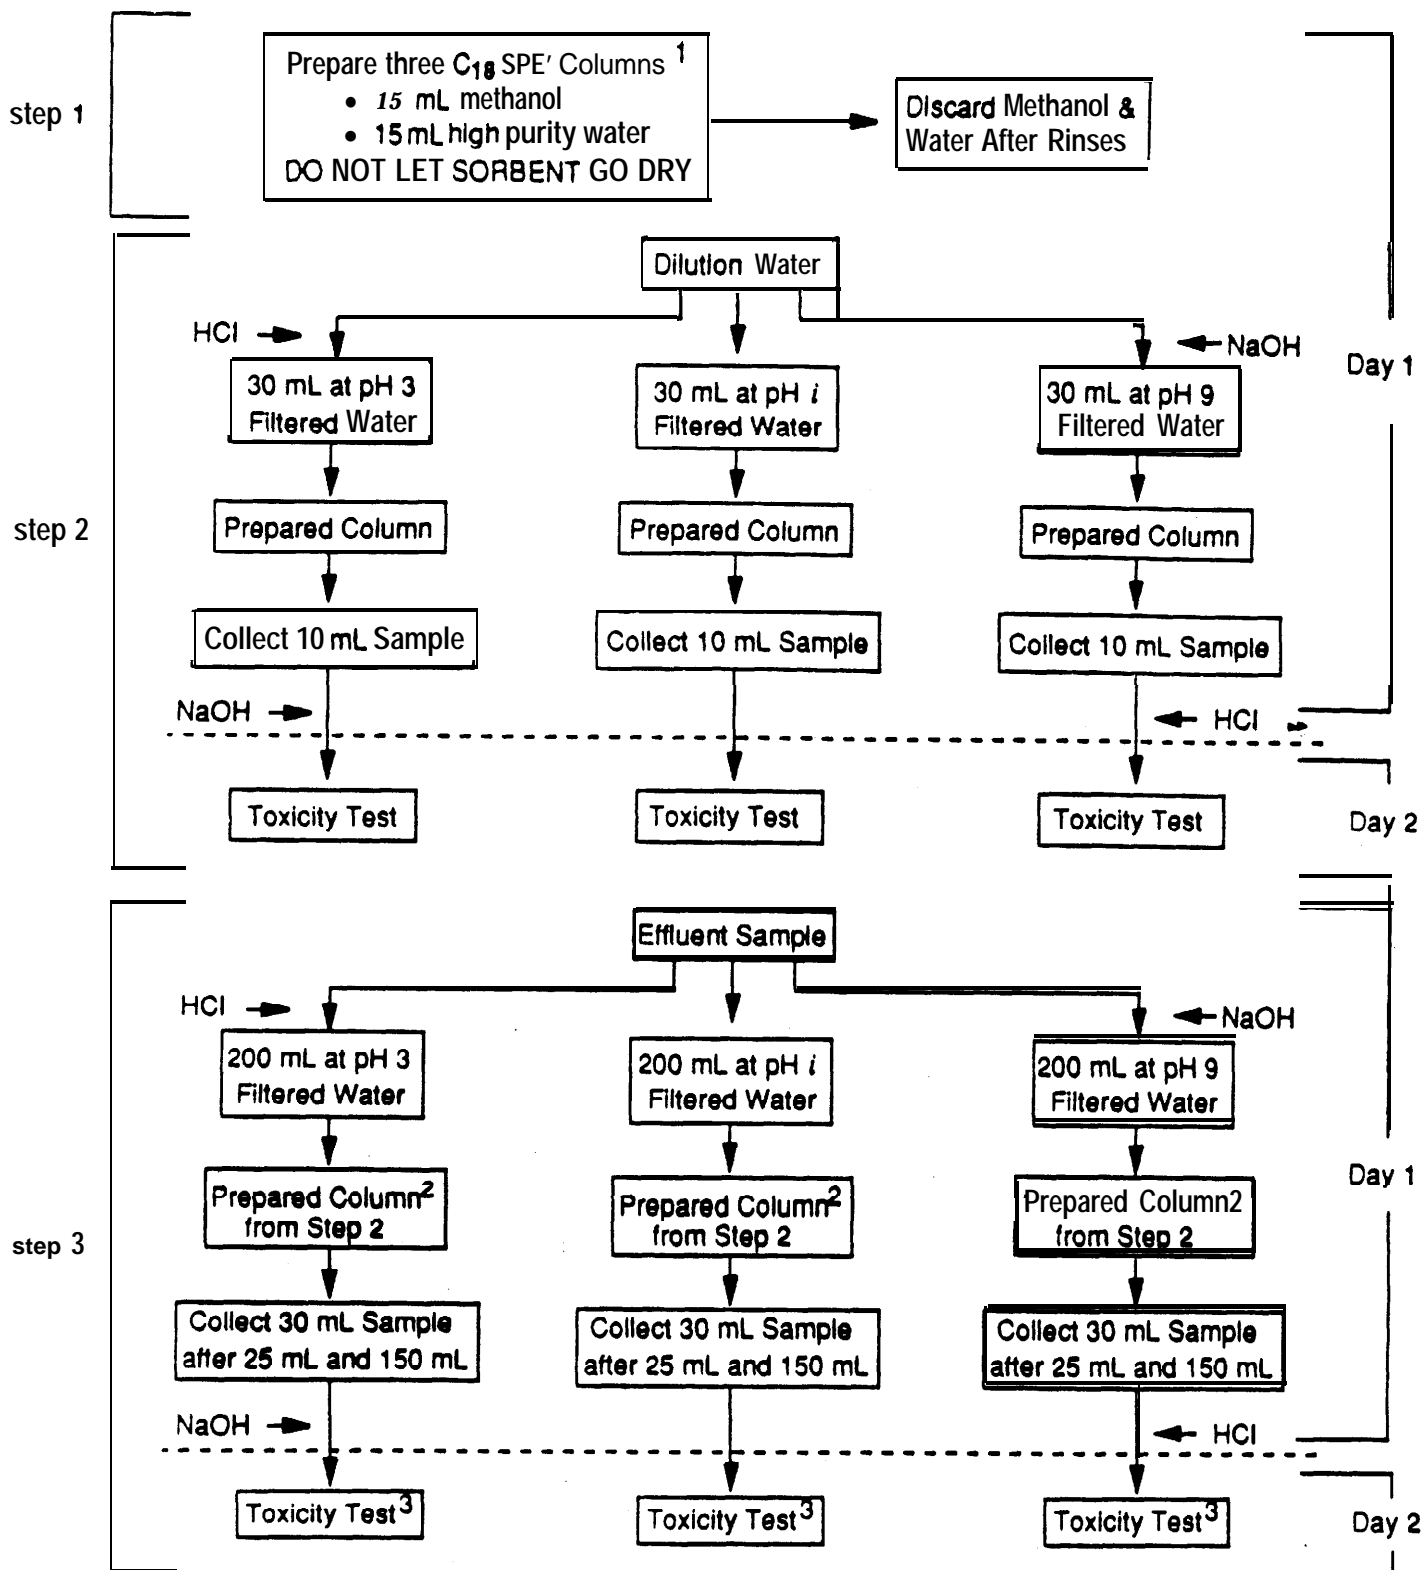 step 1
Prepare three C18 SPE' Columns 1
• 15 mL methanol
• 15 mL high purity water
DO NOT LET SORBENT GO DRY
Discard Methanol &
Water After Rinses
Dilution Water
HCl
NaOH
Day 1
30 mL at pH 3
Filtered Water
30 mL at pH i
Filtered Water
30 mL at pH 9
Filtered Water
step 2
Prepared Column
Prepared Column
Prepared Column
Collect 10 mL Sample
Collect 10 mL Sample
Collect 10 mL Sample
NaOH
HCl
Toxicity Test
Toxicity Test
Toxicity Test
Day 2
Effluent Sample
HCl
NaOH
200 mL at pH 3
Filtered Water
200 mL at pH i
Filtered Water
200 mL at pH 9
Filtered Water
Day 1
step 3
Prepared Column2
from Step 2
Prepared Column2
from Step 2
Prepared Column2
from Step 2
Collect 30 mL Sample
after 25 mL and 150 mL
Collect 30 mL Sample
after 25 mL and 150 mL
Collect 30 mL Sample
after 25 mL and 150 mL
NaOH
HCl
Toxicity Test3
Toxicity Test3
Toxicity Test3
Day 2